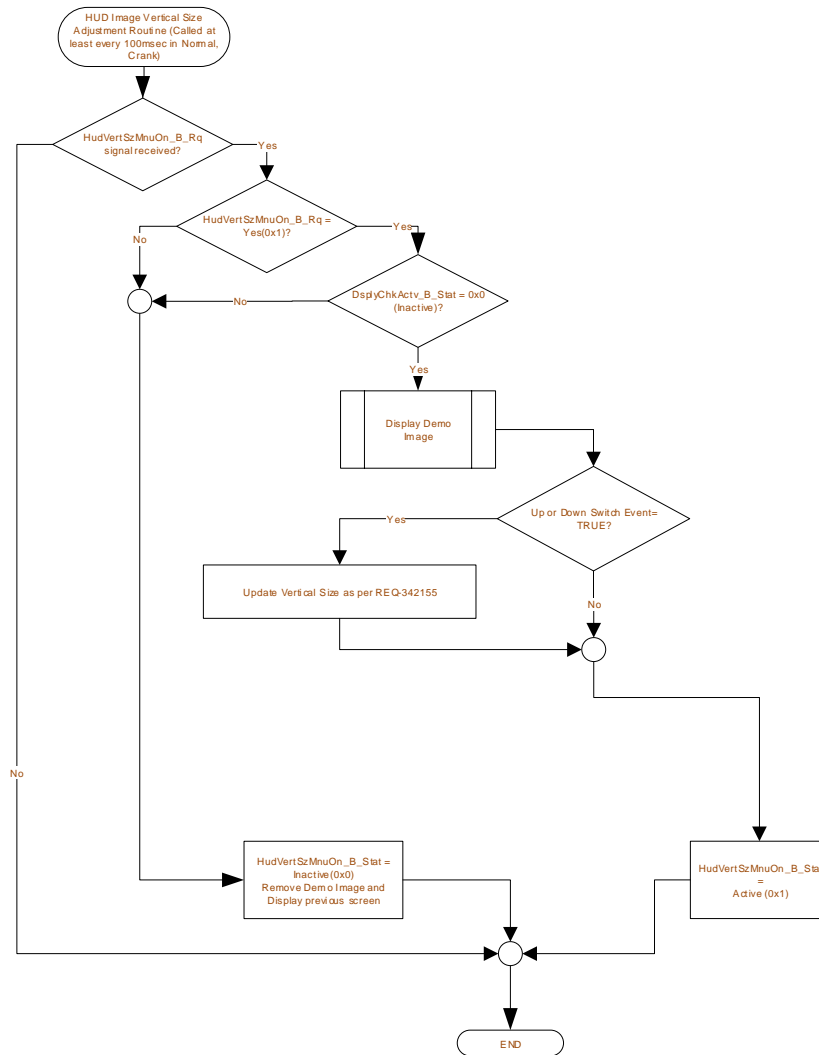 HUD Image Vertical Size
Adjustment Routine (Called at
least every 100msec in Normal,
Crank)
HudVertSzMnuOn_B_Rq
signal received?
Yes
HudVertSzMnuOn_B_Rq =
Yes(0x1)?
Yes
No
DsplyChkActv_B_Stat = 0x0
(Inactive)?
No
Yes
Display Demo
Image
Up or Down Switch Event=
TRUE?
Yes
Update Vertical Size as per REQ-342155
No
No
HudVertSzMnuOn_B_Stat =
Inactive(0x0)
Remove Demo Image and
Display previous screen
HudVertSzMnuOn_B_Sta
=
Active (0x1)
END